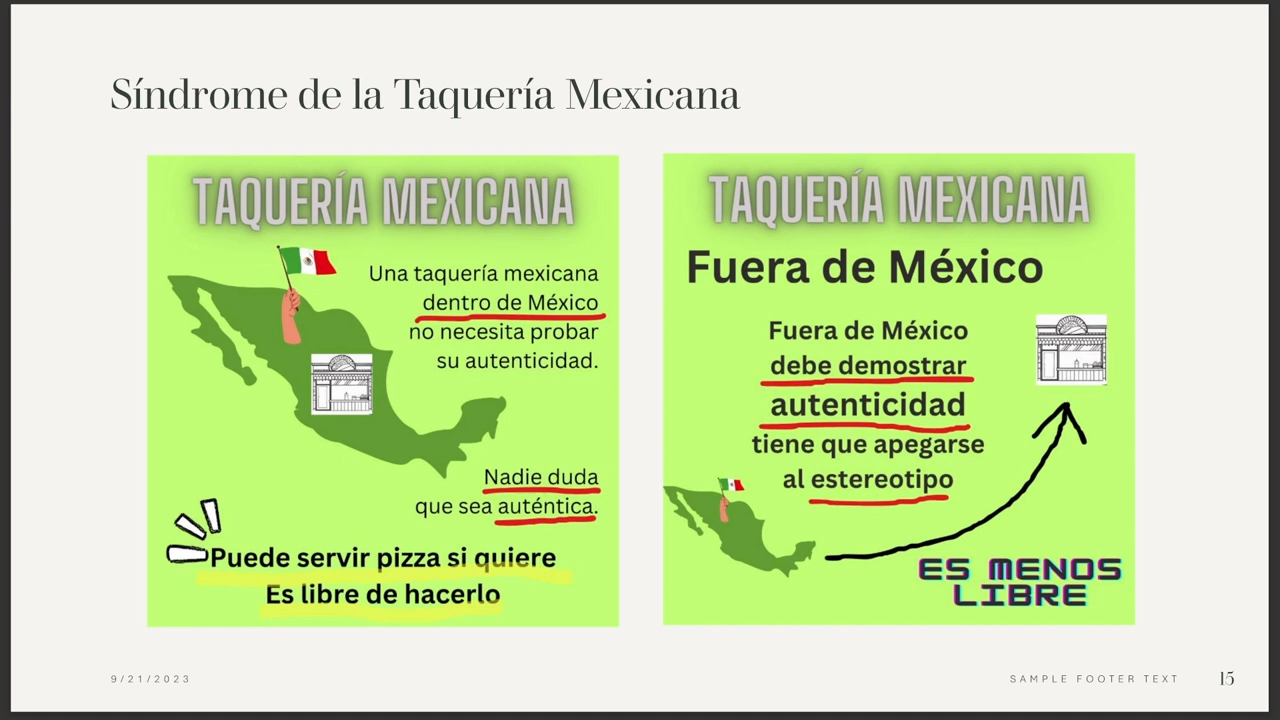 Síndrome de la Taquería Mexicana
TAQUERÍA MEXICANA
Una taquería mexicana
dentro de México
no necesita probar
su autenticidad.
Nadie duda
que sea auténtica.
Puede servir pizza si quiere
Es libre de hacerlo
TAQUERÍA MEXICANA
Fuera de México
Fuera de México
debe demostrar
autenticidad
tiene que apegarse
al estereotipo
ES MENOS
LIBRE
9/21/2023
SAMPLE FOOTER TEXT
15